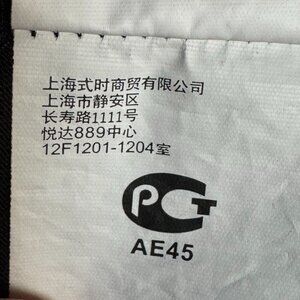 上海式时商贸有限公司
上海市静安区
长寿路1111号
悦达889中心
12F1201-1204室
PCT
AE45